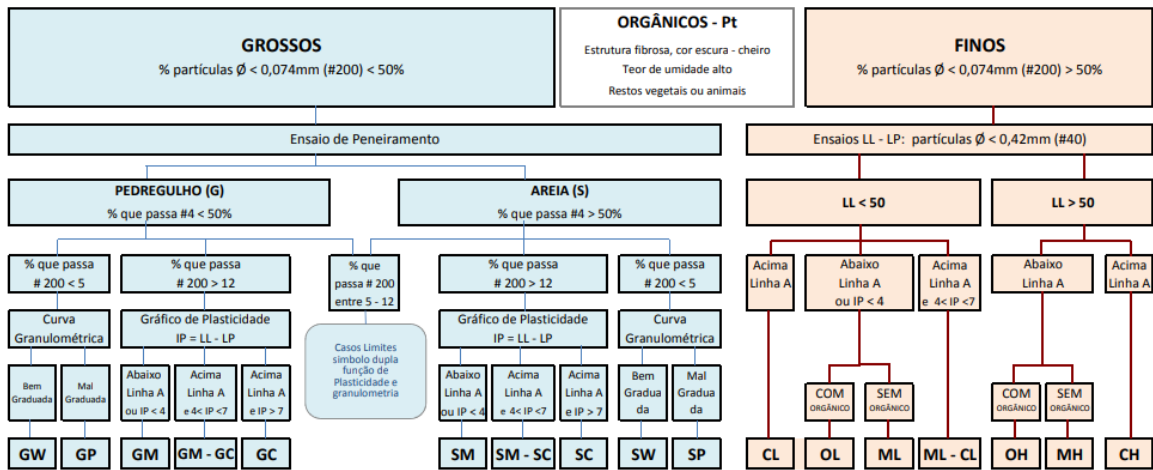 GROSSOS
% partículas Ø < 0,074mm (#200) < 50%
ORGÂNICOS - Pt
Estrutura fibrosa, cor escura - cheiro
Teor de umidade alto
Restos vegetais ou animais
FINOS
% partículas Ø < 0,074mm (#200) > 50%
Ensaio de Peneiramento
Ensaios LL - LP: partículas Ø < 0,42mm (#40)
PEDREGULHO (G)
% que passa #4 < 50%
AREIA (S)
% que passa #4 > 50%
LL < 50
LL > 50
% que passa
# 200 < 5
% que passa
# 200 > 12
% que
passa # 200
entre 5 - 12
% que passa
# 200 > 12
% que passa
# 200 < 5
Acima
Linha A
Abaixo
Linha A
ou IP < 4
Acima
Linha A
e 4< IP <7
Abaixo
Linha A
Acima
Linha A
Curva
Granulométrica
Gráfico de Plasticidade
IP = LL - LP
Casos Limites
símbolo dupla
função de
Plasticidade e
granulometria
Gráfico de Plasticidade
IP = LL - LP
Curva
Granulométrica
Bem
Graduada
Mal
Graduada
Abaixo
Linha A
ou IP < 4
Acima
Linha A
e 4< IP <7
Acima
Linha A
e IP > 7
Abaixo
Linha A
ou IP < 4
Acima
Linha A
e 4< IP <7
Acima
Linha A
e IP > 7
Bem
Gradua
da
Mal
Gradua
da
COM
ORGÂNICO
SEM
ORGÂNICO
COM
ORGÂNICO
SEM
ORGÂNICO
GW
GP
GM
GM - GC
GC
SM
SM - SC
SC
SW
SP
CL
OL
ML
ML - CL
OH
MH
CH